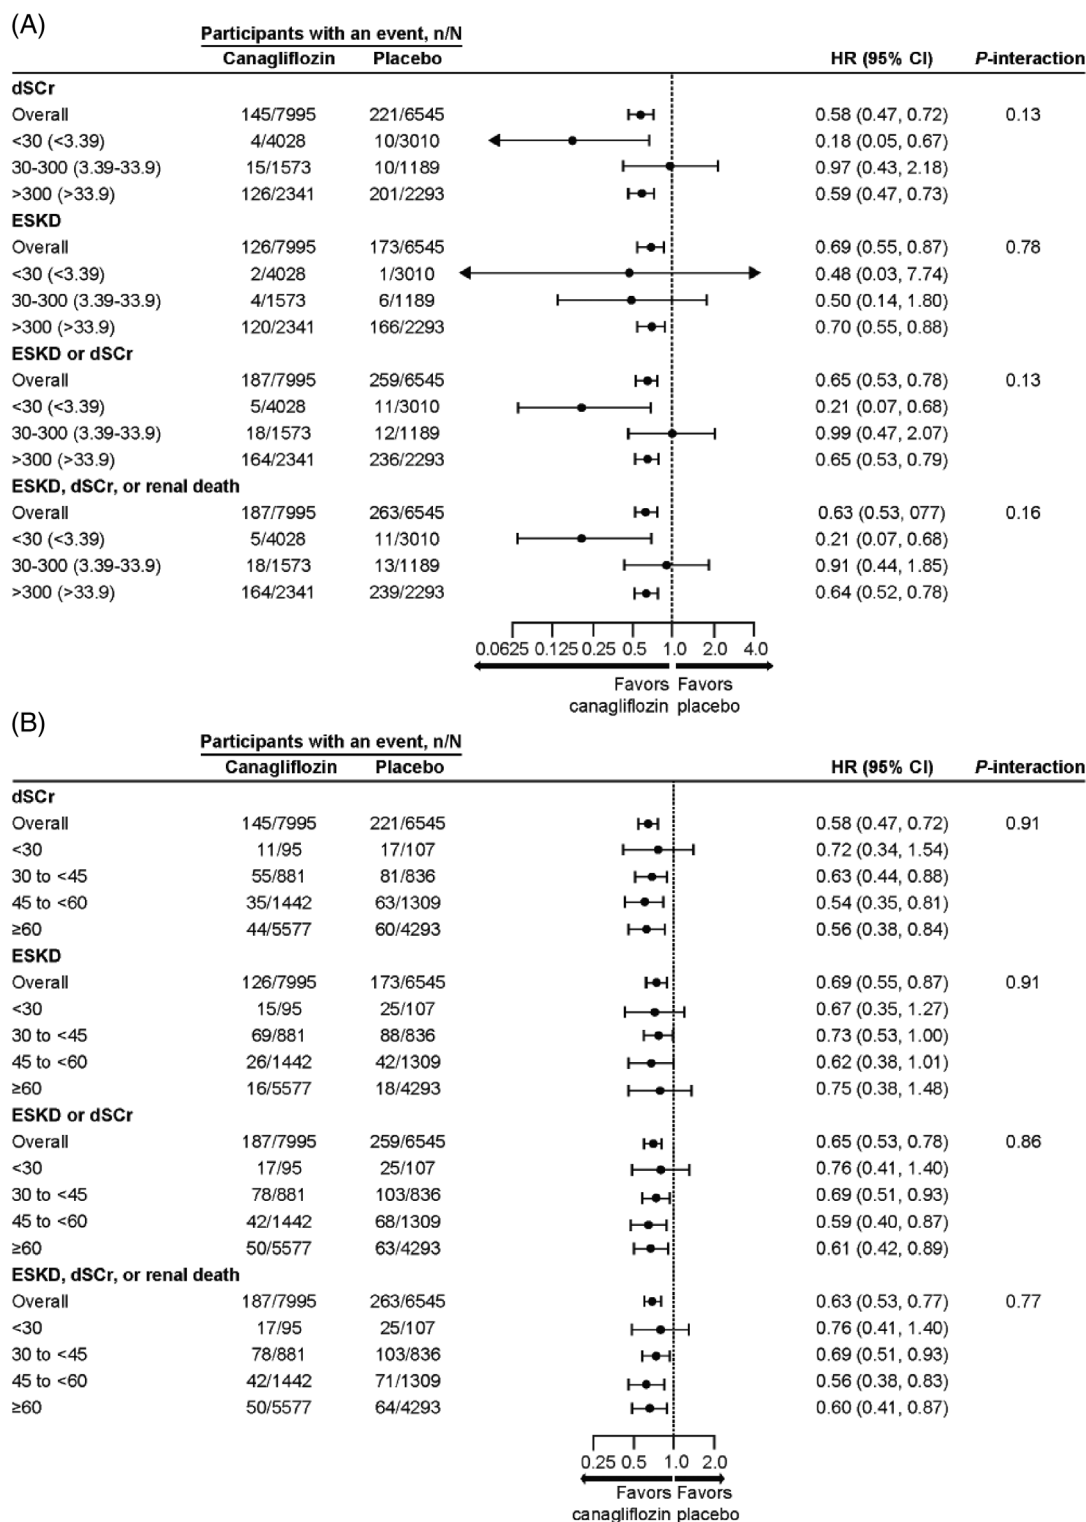 (A)
Participants with an event, n/N
Canagliflozin Placebo HR (95% CI) P-interaction
dSCr
Overall 145/7995 221/6545 0.58 (0.47, 0.72) 0.13
<30 (<3.39) 4/4028 10/3010 0.18 (0.05, 0.67)
30-300 (3.39-33.9) 15/1573 10/1189 0.97 (0.43, 2.18)
>300 (>33.9) 126/2341 201/2293 0.59 (0.47, 0.73)
ESKD
Overall 126/7995 173/6545 0.69 (0.55, 0.87) 0.78
<30 (<3.39) 2/4028 1/3010 0.48 (0.03, 7.74)
30-300 (3.39-33.9) 4/1573 6/1189 0.50 (0.14, 1.80)
>300 (>33.9) 120/2341 166/2293 0.70 (0.55, 0.88)
ESKD or dSCr
Overall 187/7995 259/6545 0.65 (0.53, 0.78) 0.13
<30 (<3.39) 5/4028 11/3010 0.21 (0.07, 0.68)
30-300 (3.39-33.9) 18/1573 12/1189 0.99 (0.47, 2.07)
>300 (>33.9) 164/2341 236/2293 0.65 (0.53, 0.79)
ESKD, dSCr, or renal death
Overall 187/7995 263/6545 0.63 (0.53, 077) 0.16
<30 (<3.39) 5/4028 11/3010 0.21 (0.07, 0.68)
30-300 (3.39-33.9) 18/1573 13/1189 0.91 (0.44, 1.85)
>300 (>33.9) 164/2341 239/2293 0.64 (0.52, 0.78)
0.0625 0.125 0.25 0.5 1.0 2.0 4.0
Favors Favors
canagliflozin placebo
(B)
Participants with an event, n/N
Canagliflozin Placebo HR (95% CI) P-interaction
dSCr
Overall 145/7995 221/6545 0.58 (0.47, 0.72) 0.91
<30 11/95 17/107 0.72 (0.34, 1.54)
30 to <45 55/881 81/836 0.63 (0.44, 0.88)
45 to <60 35/1442 63/1309 0.54 (0.35, 0.81)
≥60 44/5577 60/4293 0.56 (0.38, 0.84)
ESKD
Overall 126/7995 173/6545 0.69 (0.55, 0.87) 0.91
<30 15/95 25/107 0.67 (0.35, 1.27)
30 to <45 69/881 88/836 0.73 (0.53, 1.00)
45 to <60 26/1442 42/1309 0.62 (0.38, 1.01)
≥60 16/5577 18/4293 0.75 (0.38, 1.48)
ESKD or dSCr
Overall 187/7995 259/6545 0.65 (0.53, 0.78) 0.86
<30 17/95 25/107 0.76 (0.41, 1.40)
30 to <45 78/881 103/836 0.69 (0.51, 0.93)
45 to <60 42/1442 68/1309 0.59 (0.40, 0.87)
≥60 50/5577 63/4293 0.61 (0.42, 0.89)
ESKD, dSCr, or renal death
Overall 187/7995 263/6545 0.63 (0.53, 0.77) 0.77
<30 17/95 25/107 0.76 (0.41, 1.40)
30 to <45 78/881 103/836 0.69 (0.51, 0.93)
45 to <60 42/1442 71/1309 0.56 (0.38, 0.83)
≥60 50/5577 64/4293 0.60 (0.41, 0.87)
0.25 0.5 1.0 2.0
Favors Favors
canagliflozin placebo